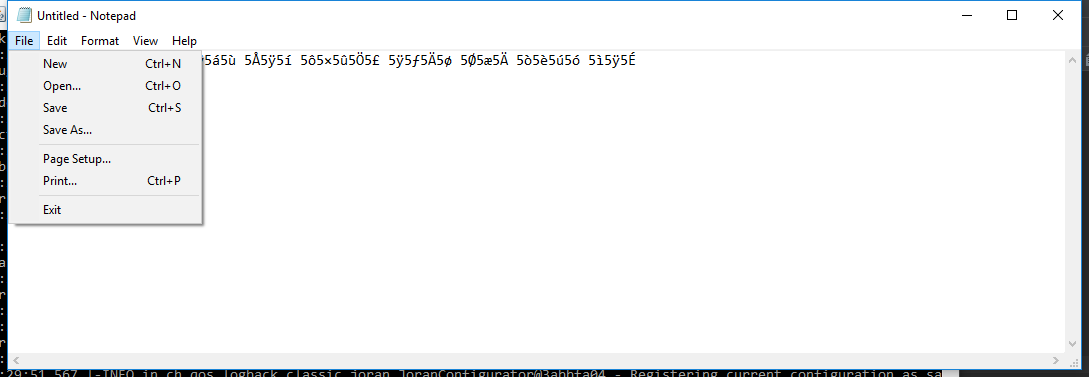 Untitled - Notepad
File Edit Format View Help
5á5ù 5Å5ÿ5í 5ô5×5û5Ö5£ 5ÿ5ƒ5Ä5ø 5Ø5æ5Ä 5ò5è5ú5ó 5ì5ÿ5É
New Ctrl+N
Open... Ctrl+O
Save Ctrl+S
Save As...
Page Setup...
Print... Ctrl+P
Exit
:29:51,567 |-INFO in ch.qos.logback.classic.joran.JoranConfigurator@3abbfa04 - Registering current configuration as sa